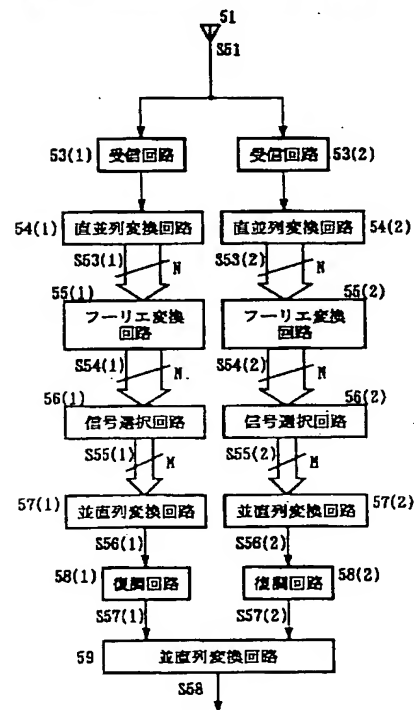 51
S51
53(1) 受信回路 受信回路 53(2)
54(1) 直並列変換回路 直並列変換回路 54(2)
S53(1) N S53(2) N
55(1) 55(2)
フーリエ変換 フーリエ変換
回路 回路
S54(1) N S54(2) N
56(1) 56(2)
信号選択回路 信号選択回路
S55(1) M S55(2) M
57(1) 並直列変換回路 並直列変換回路 57(2)
S56(1) S56(2)
58(1) 復調回路 復調回路 58(2)
S57(1) S57(2)
59 並直列変換回路
S58